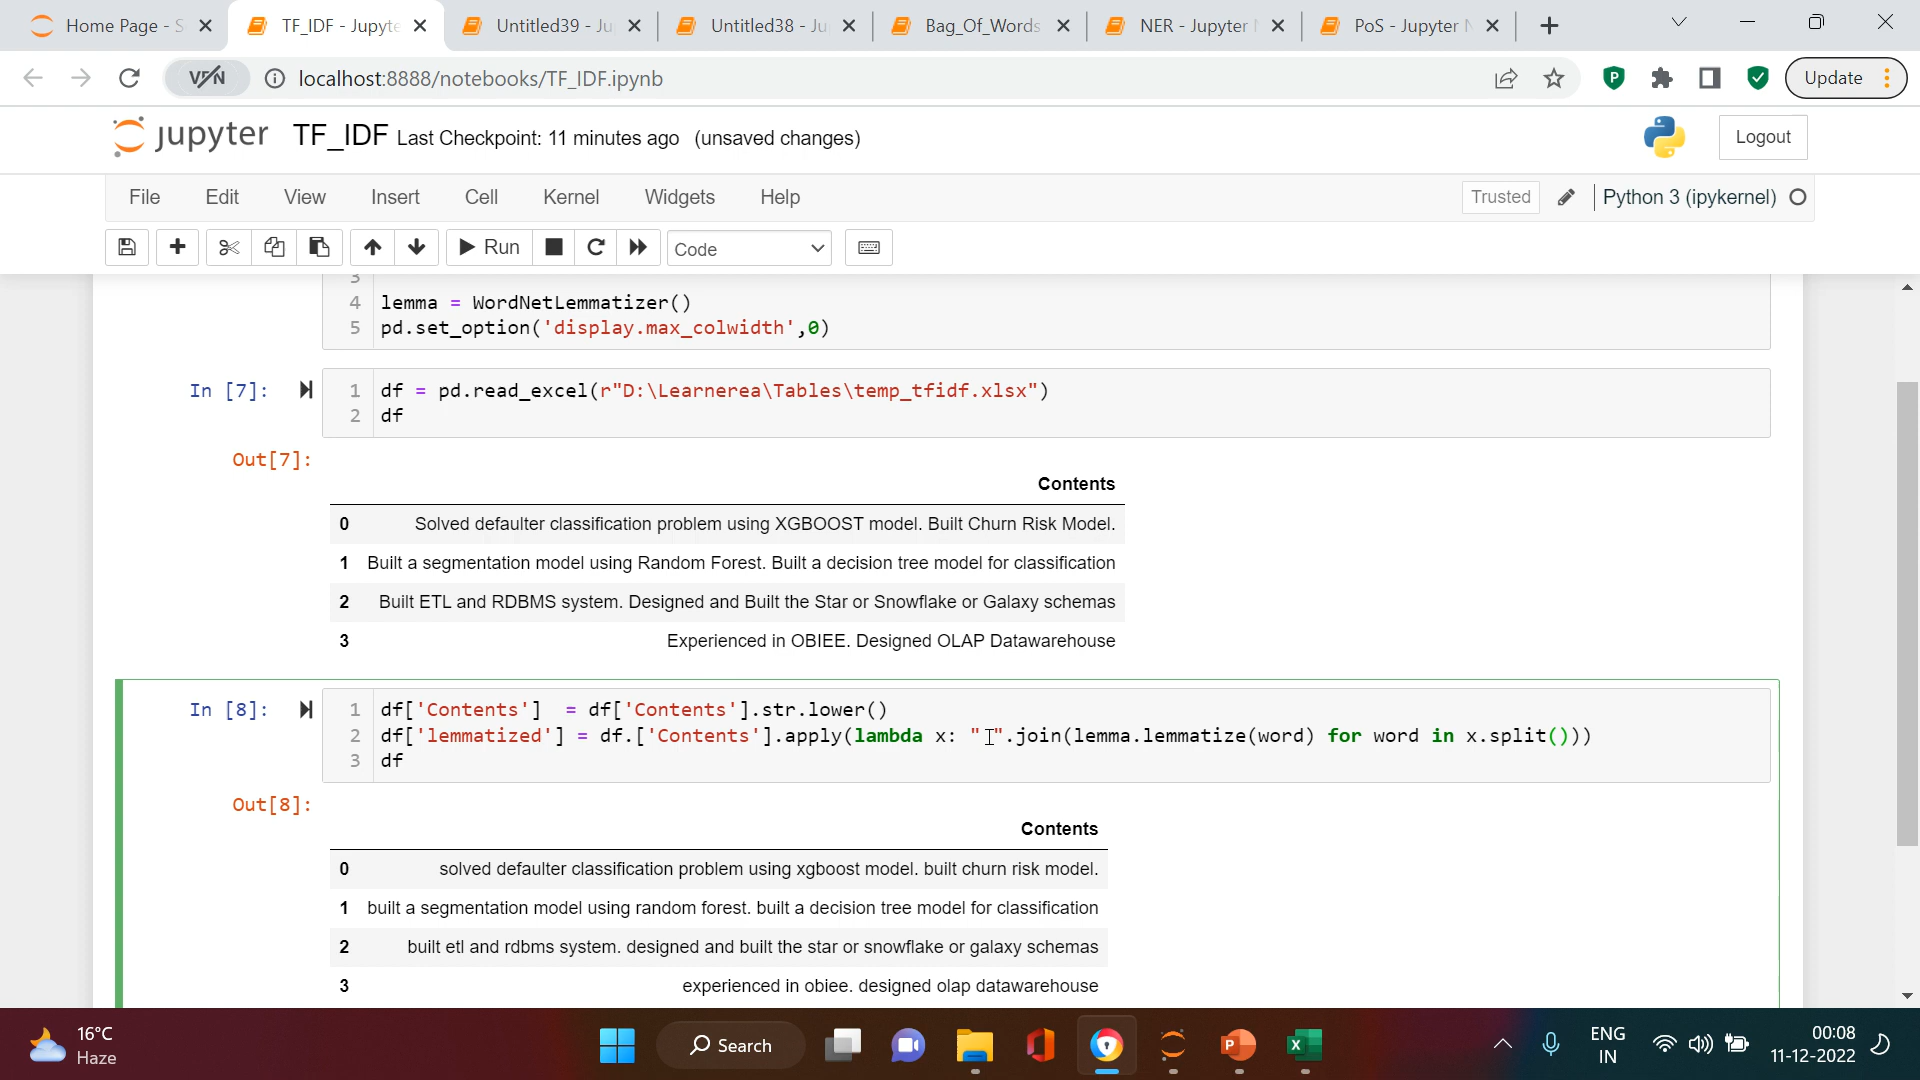 Home Page - S
TF_IDF - Jupyte
Untitled39 - Ju
Untitled38 - Ju
Bag_Of_Words
NER - Jupyter
PoS - Jupyter N
VPN
localhost:8888/notebooks/TF_IDF.ipynb
Update
jupyter TF_IDF Last Checkpoint: 11 minutes ago (unsaved changes)
Logout
File Edit View Insert Cell Kernel Widgets Help
Trusted
Python 3 (ipykernel)
Run
Code
3
4 lemma = WordNetLemmatizer()
5 pd.set_option('display.max_colwidth',0)
In [7]:
1 df = pd.read_excel(r"D:\Learnerea\Tables\temp_tfidf.xlsx")
2 df
Out[7]:
Contents
0 Solved defaulter classification problem using XGBOOST model. Built Churn Risk Model.
1 Built a segmentation model using Random Forest. Built a decision tree model for classification
2 Built ETL and RDBMS system. Designed and Built the Star or Snowflake or Galaxy schemas
3 Experienced in OBIEE. Designed OLAP Datawarehouse
In [8]:
1 df['Contents']  = df['Contents'].str.lower()
2 df['lemmatized'] = df.['Contents'].apply(lambda x: " ".join(lemma.lemmatize(word) for word in x.split()))
3 df
Out[8]:
Contents
0 solved defaulter classification problem using xgboost model. built churn risk model.
1 built a segmentation model using random forest. built a decision tree model for classification
2 built etl and rdbms system. designed and built the star or snowflake or galaxy schemas
3 experienced in obiee. designed olap datawarehouse
16°C
Haze
Search
ENG
IN
00:08
11-12-2022